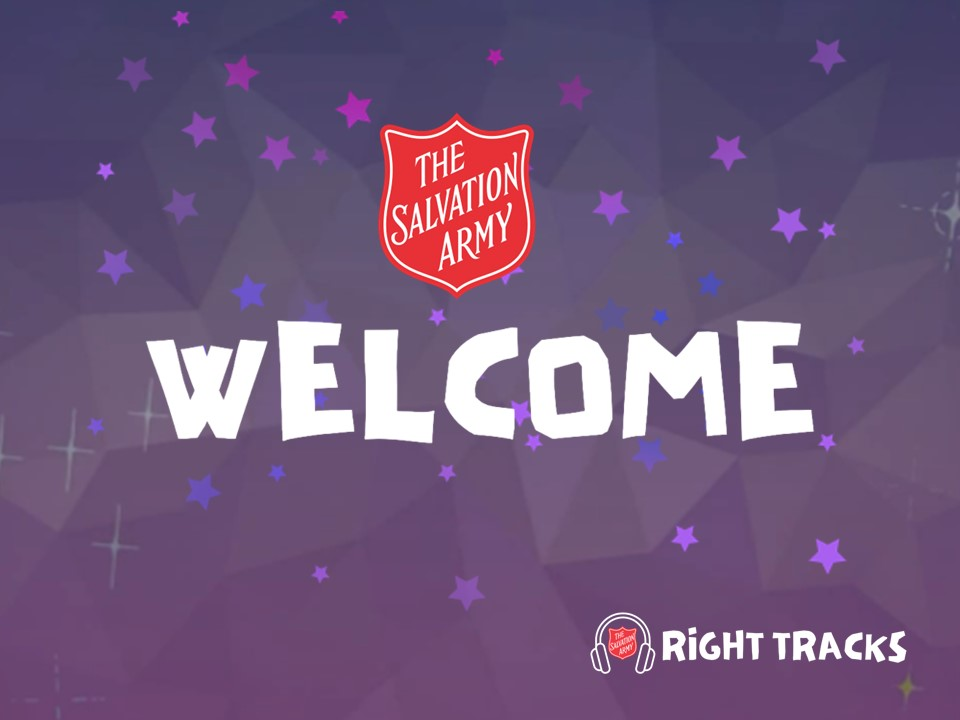 THE
SALVATION
ARMY
WELCOME
THE
SALVATION
ARMY
RiGHT TRACKS